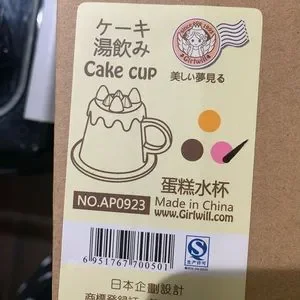 ケーキ
湯飲み
Cake cup
Girlwill
美しい夢見る
蛋糕水杯
NO.AP0923
Made in China
www.Girlwill.com
6951767700501
日本企劃設計